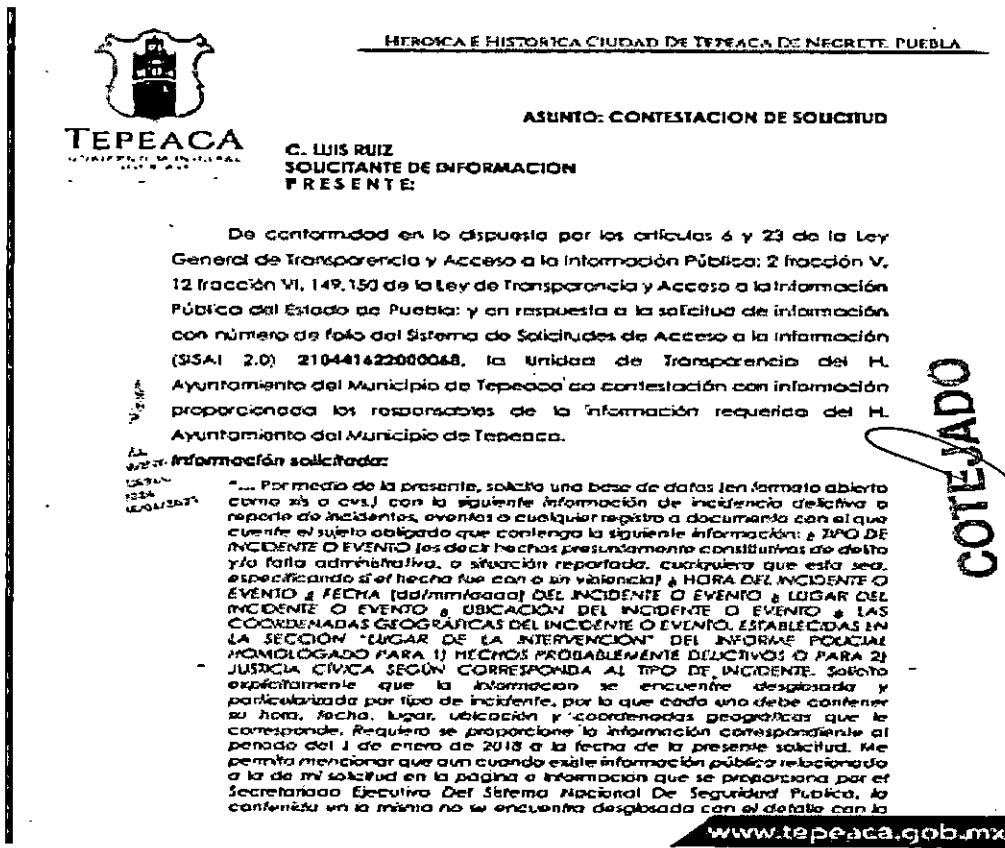 HEROICA E HISTORICA CIUDAD DE TEPEACA DE NEGRETE. PUEBLA
TEPEACA
ASUNTO: CONTESTACION DE SOLICITUD
C. LUIS RUIZ
SOLICITANTE DE INFORMACION
P R E S E N T E:
De conformidad en lo dispuesto por los artículos 6 y 23 de la Ley
General de Transparencia y Acceso a la Información Pública; 2 fracción V,
12 fracción VI, 149,150 de la Ley de Transparencia y Acceso a la Información
Pública del Estado de Puebla; y en respuesta a la solicitud de información
con número de folio del Sistema de Solicitudes de Acceso a la Información
(SISAI 2.0) 210441622000068, la Unidad de Transparencia del H.
Ayuntamiento del Municipio de Tepeaca da contestación con información
proporcionada los responsables de la información requerida del H.
Ayuntamiento del Municipio de Tepeaca.
Información solicitada:
"... Por medio de la presente, solicito una base de datos (en formato abierto
como xls o cvs.) con la siguiente información de incidencia delictiva o
reporte de incidentes, eventos o cualquier registro o documento con el que
cuente el sujeto obligado que contenga la siguiente información: ¿ TIPO DE
INCIDENTE O EVENTO (es decir hechos presuntamente constitutivos de delito
y/o falta administrativa, o situación reportada, cualquiera que esta sea,
especificando si el hecho fue con o sin violencia) ¿ HORA DEL INCIDENTE O
EVENTO ¿ FECHA (dd/mm/aaaa) DEL INCIDENTE O EVENTO ¿ LUGAR DEL
INCIDENTE O EVENTO ¿ UBICACIÓN DEL INCIDENTE O EVENTO ¿ LAS
COORDENADAS GEOGRÁFICAS DEL INCIDENTE O EVENTO, ESTABLECIDAS EN
LA SECCIÓN "LUGAR DE LA INTERVENCIÓN" DEL INFORME POLICIAL
HOMOLOGADO PARA 1) HECHOS PROBABLEMENTE DELICTIVOS O PARA 2)
JUSTICIA CÍVICA SEGÚN CORRESPONDA AL TIPO DE INCIDENTE. Solicito
explícitamente que la información se encuentre desglosada y
particularizada por tipo de incidente, por lo que cada uno debe contener
su hora, fecha, lugar, ubicación y coordenadas geográficas que le
corresponde. Requiero se proporcione la información correspondiente al
periodo del 1 de enero de 2018 a la fecha de la presente solicitud. Me
permito mencionar que aun cuando existe información pública relacionada
a la de mi solicitud en la página e información que se proporciona por el
Secretariado Ejecutivo Del Sistema Nacional De Seguridad Publica, la
contenida en la misma no se encuentra desglosada con el detalle con la
COTEJADO
www.tepeaca.gob.mx